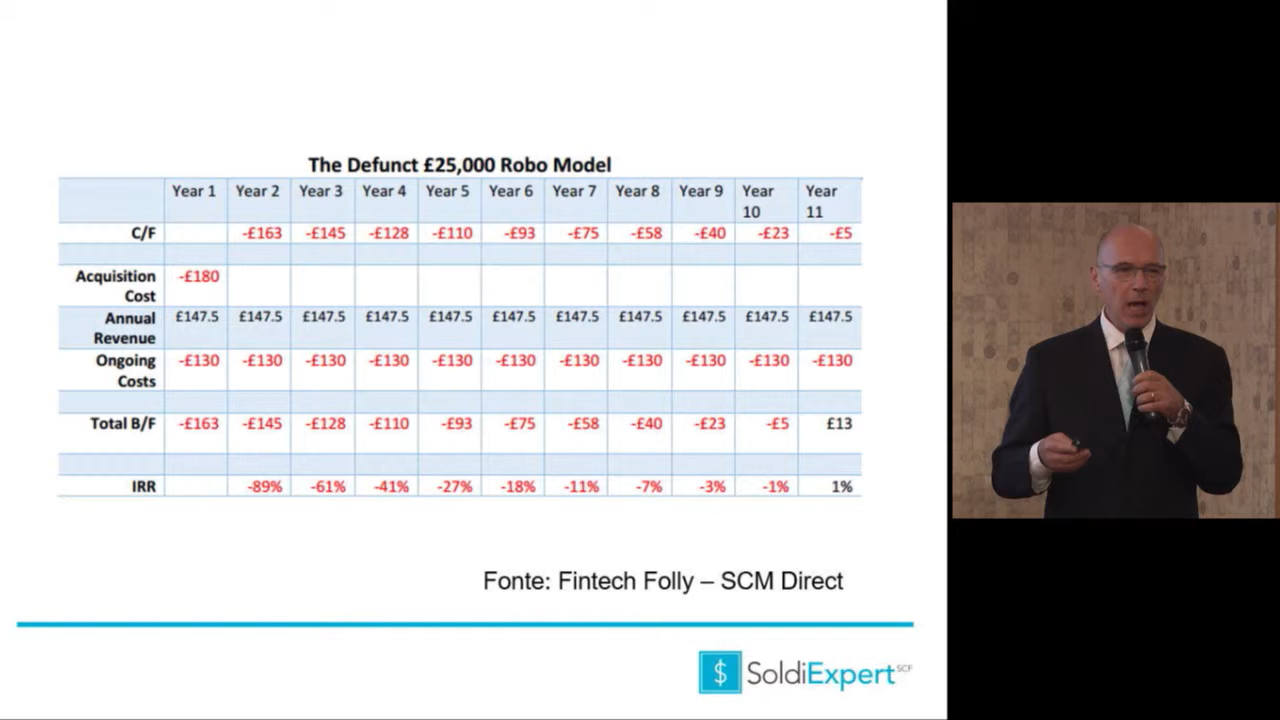 The Defunct £25,000 Robo Model
Year 1 Year 2 Year 3 Year 4 Year 5 Year 6 Year 7 Year 8 Year 9 Year 10 Year 11
C/F -£163 -£145 -£128 -£110 -£93 -£75 -£58 -£40 -£23 -£5
Acquisition Cost -£180
Annual Revenue £147.5 £147.5 £147.5 £147.5 £147.5 £147.5 £147.5 £147.5 £147.5 £147.5 £147.5
Ongoing Costs -£130 -£130 -£130 -£130 -£130 -£130 -£130 -£130 -£130 -£130 -£130
Total B/F -£163 -£145 -£128 -£110 -£93 -£75 -£58 -£40 -£23 -£5 £13
IRR -89% -61% -41% -27% -18% -11% -7% -3% -1% 1%
Fonte: Fintech Folly – SCM Direct
$ SoldiExpert SCF